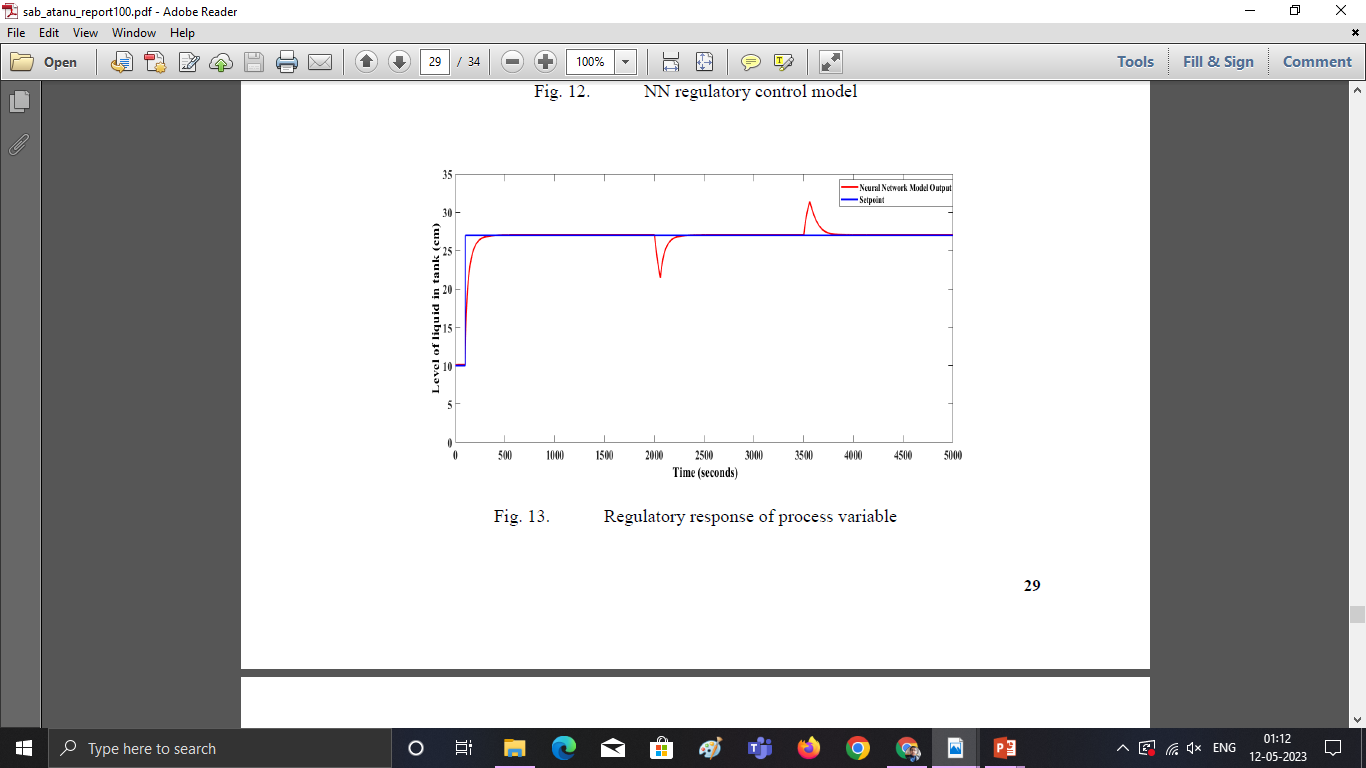 sab_atanu_report100.pdf - Adobe Reader
File Edit View Window Help
Open 29 / 34 100% Tools Fill & Sign Comment
Fig. 12. NN regulatory control model
Level of liquid in tank (cm)
35
30
25
20
15
10
5
0
Neural Network Model Output
Setpoint
0 500 1000 1500 2000 2500 3000 3500 4000 4500 5000
Time (seconds)
Fig. 13. Regulatory response of process variable
29
Type here to search
ENG
01:12
12-05-2023